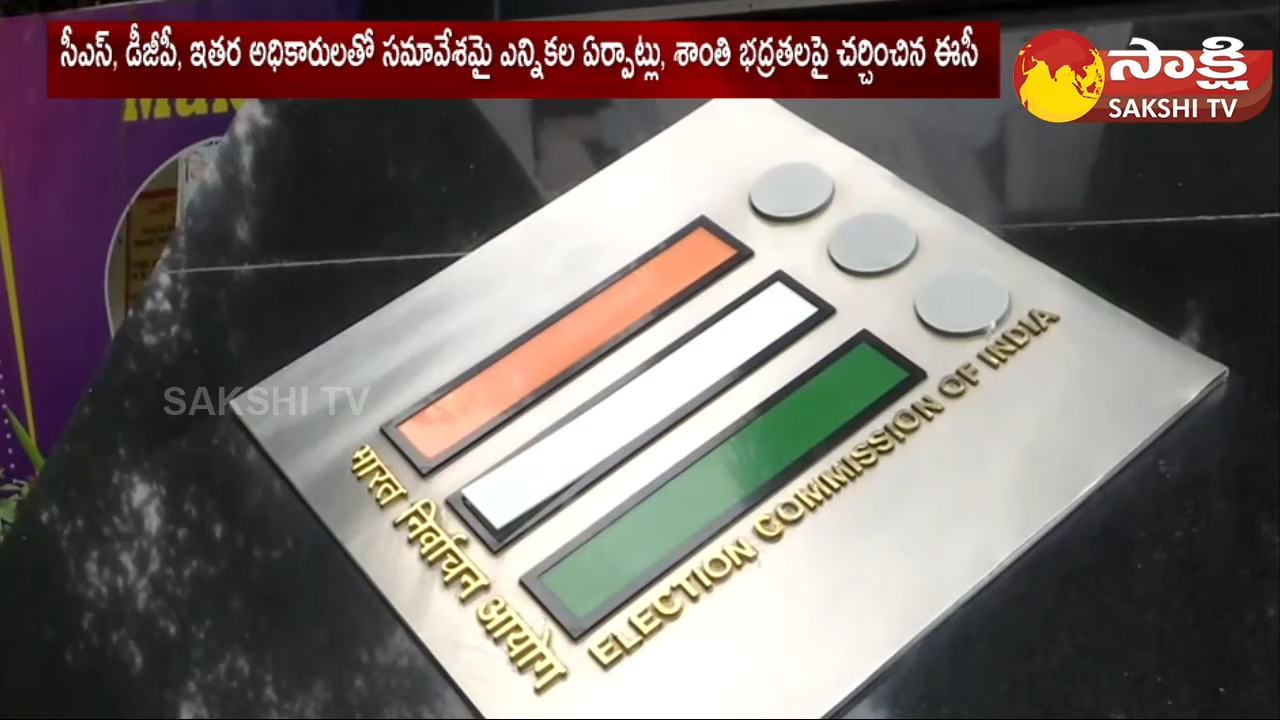 సీఎస్, డీజీపీ, ఇతర అధికారులతో సమావేశమై ఎన్నికల ఏర్పాట్లు, శాంతి భద్రతలపై చర్చించిన ఈసీ
సాక్షి
SAKSHI TV
SAKSHI TV
भारत निर्वाचन आयोग
ELECTION COMMISSION OF INDIA